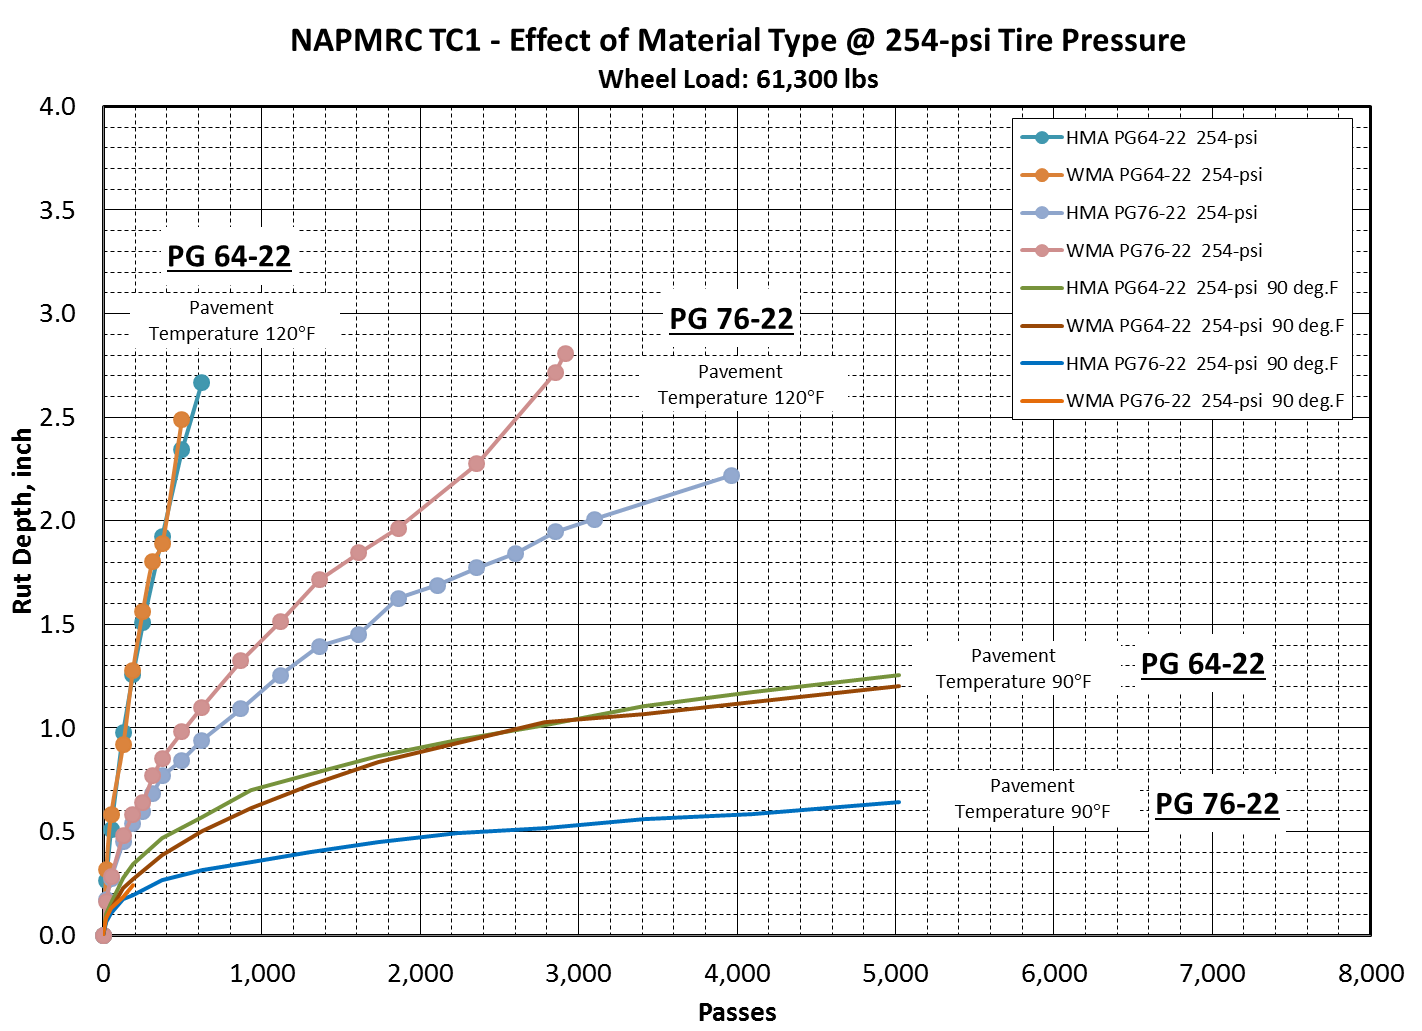 NAPMRC TC1 - Effect of Material Type @ 254-psi Tire Pressure
Wheel Load: 61,300 lbs
4.0
3.5
3.0
2.5
2.0
1.5
1.0
0.5
0.0
Rut Depth, inch
0
1,000
2,000
3,000
4,000
5,000
6,000
7,000
8,000
Passes
PG 64-22
Pavement
Temperature 120°F
PG 76-22
Pavement
Temperature 120°F
HMA PG64-22 254-psi
WMA PG64-22 254-psi
HMA PG76-22 254-psi
WMA PG76-22 254-psi
HMA PG64-22 254-psi 90 deg.F
WMA PG64-22 254-psi 90 deg.F
HMA PG76-22 254-psi 90 deg.F
WMA PG76-22 254-psi 90 deg.F
Pavement
Temperature 90°F
PG 64-22
Pavement
Temperature 90°F
PG 76-22